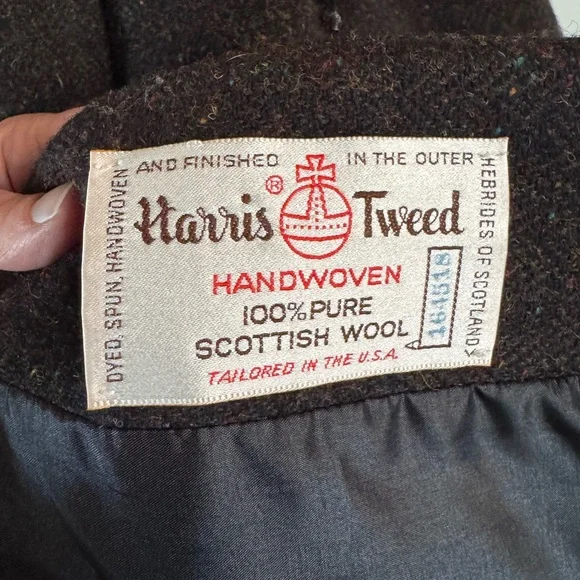 DYED, SPUN, HANDWOVEN
AND FINISHED
IN THE OUTER
HEBRIDES OF SCOTLAND
Harris ® Tweed
HANDWOVEN
100% PURE
SCOTTISH WOOL
TAILORED IN THE U.S.A.
164518